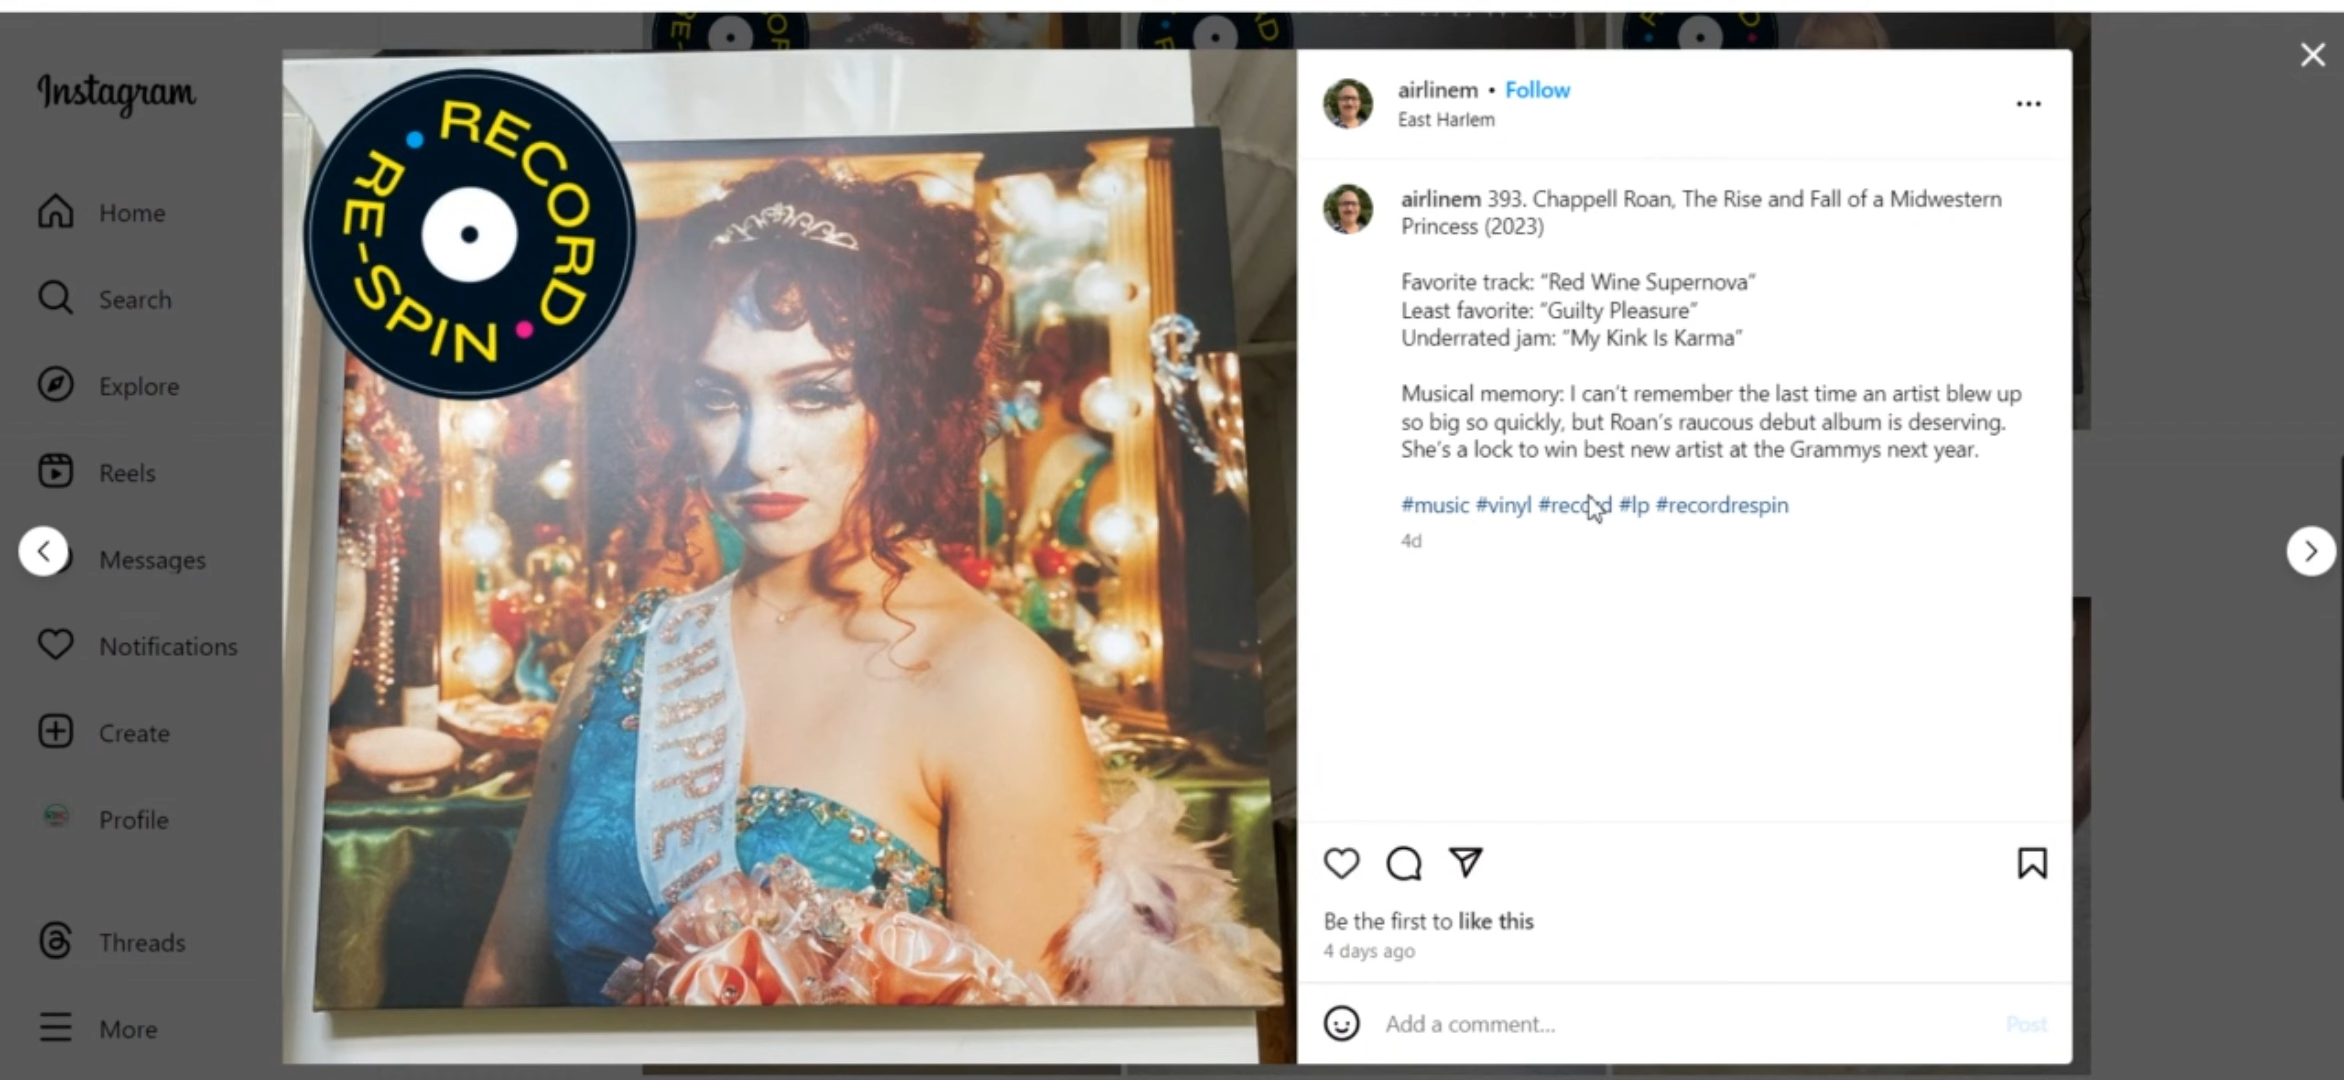 Instagram
Home
Search
Explore
Reels
Messages
Notifications
Create
Profile
Threads
More
RECORD
RE-SPIN
CHAPPEL
airlinem • Follow
East Harlem
airlinem 393. Chappell Roan, The Rise and Fall of a Midwestern
Princess (2023)
Favorite track: “Red Wine Supernova”
Least favorite: “Guilty Pleasure”
Underrated jam: “My Kink Is Karma”
Musical memory: I can’t remember the last time an artist blew up
so big so quickly, but Roan’s raucous debut album is deserving.
She’s a lock to win best new artist at the Grammys next year.
#music #vinyl #record #lp #recordrespin
4d
Be the first to like this
4 days ago
Add a comment...
Post